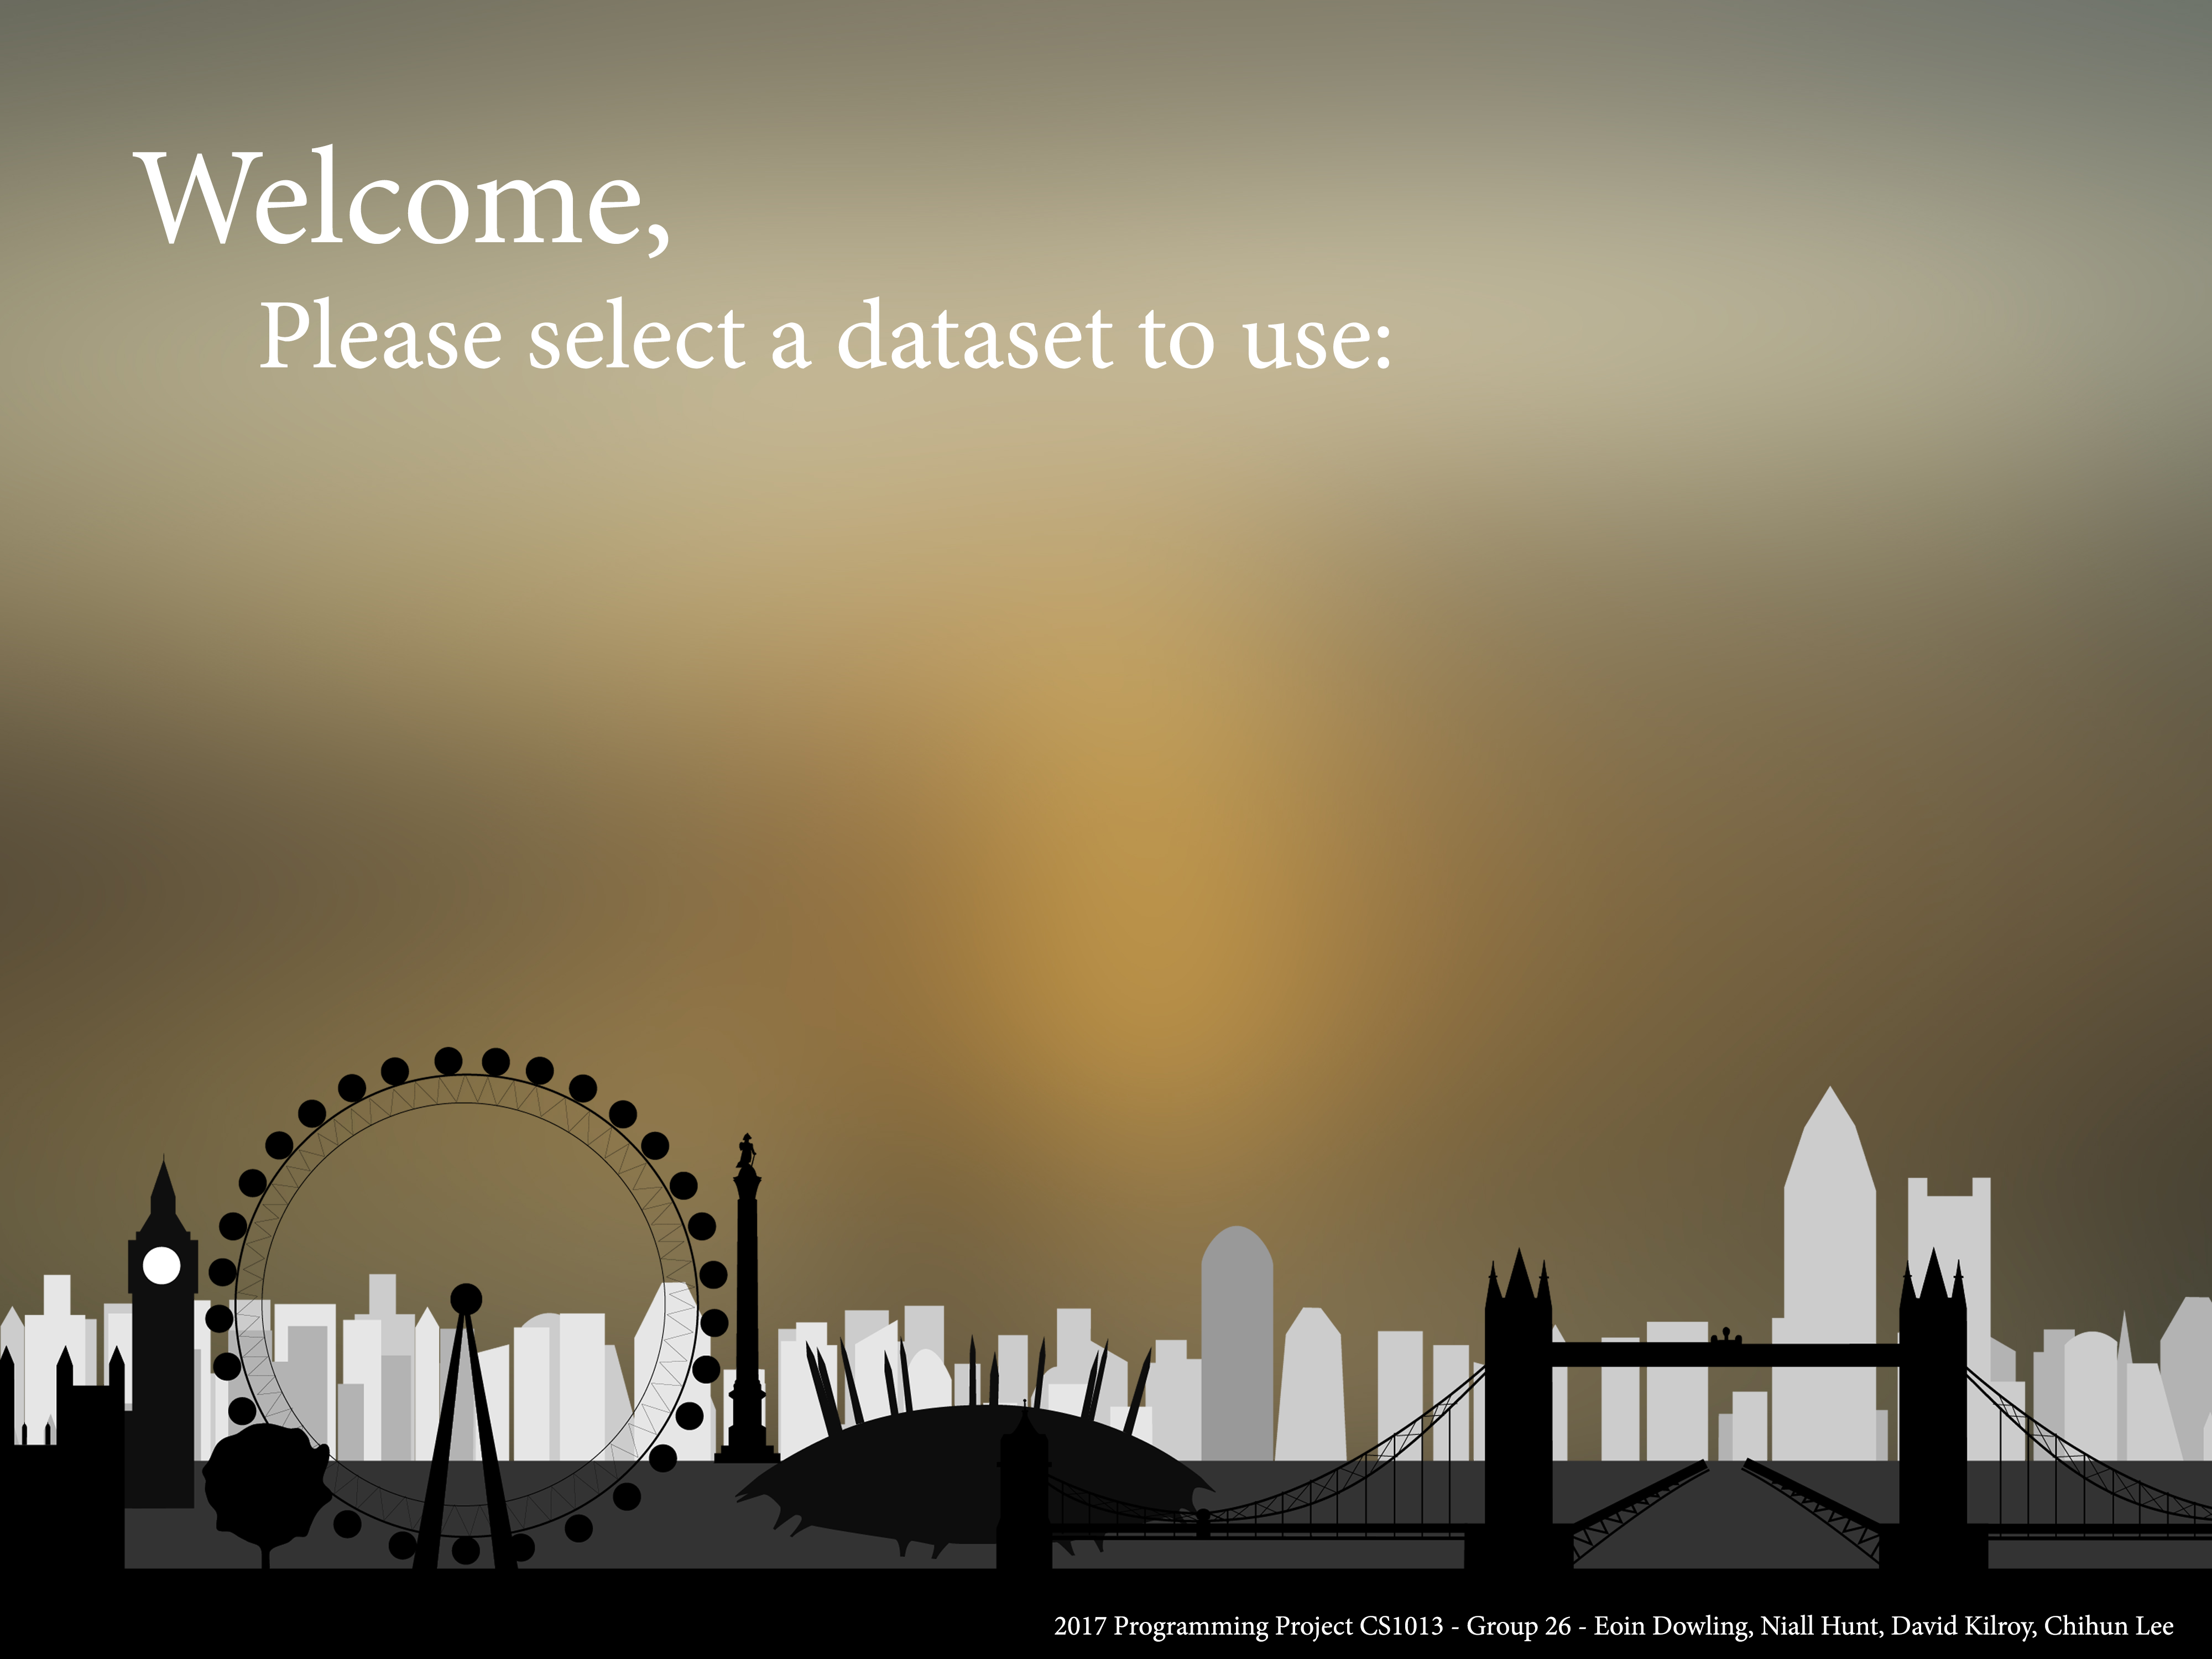 Welcome,
Please select a dataset to use:
2017 Programming Project CS1013 - Group 26 - Eoin Dowling, Niall Hunt, David Kilroy, Chihun Lee